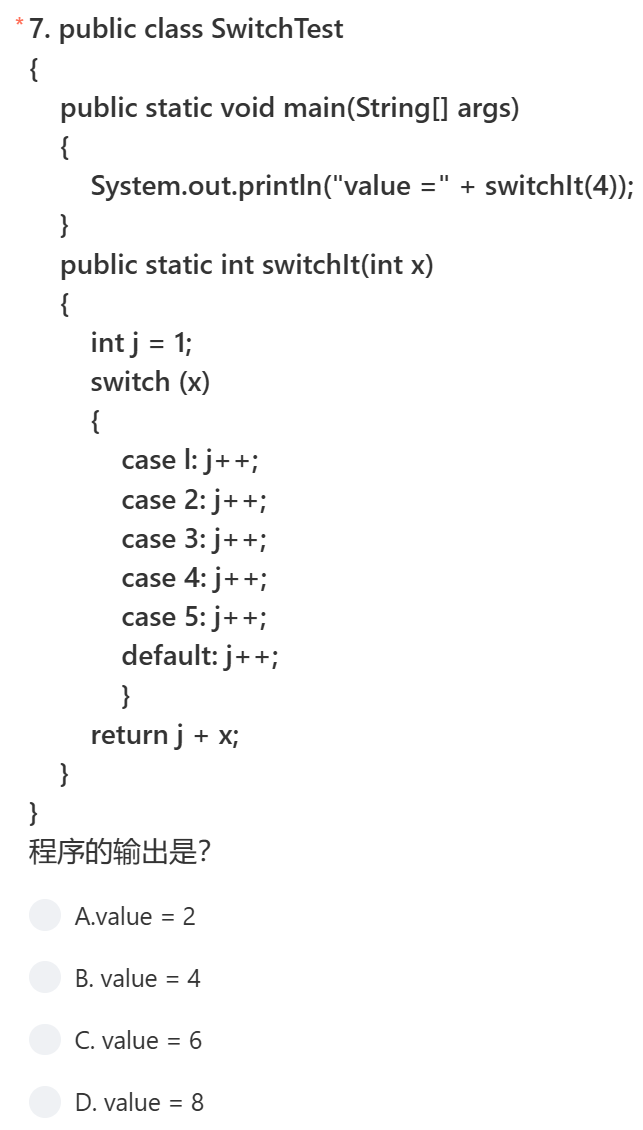 * 7. public class SwitchTest
{
public static void main(String[] args)
{
System.out.println("value =" + switchIt(4));
}
public static int switchIt(int x)
{
int j = 1;
switch (x)
{
case l: j++;
case 2: j++;
case 3: j++;
case 4: j++;
case 5: j++;
default: j++;
}
return j + x;
}
}
程序的输出是?
A.value = 2
B. value = 4
C. value = 6
D. value = 8